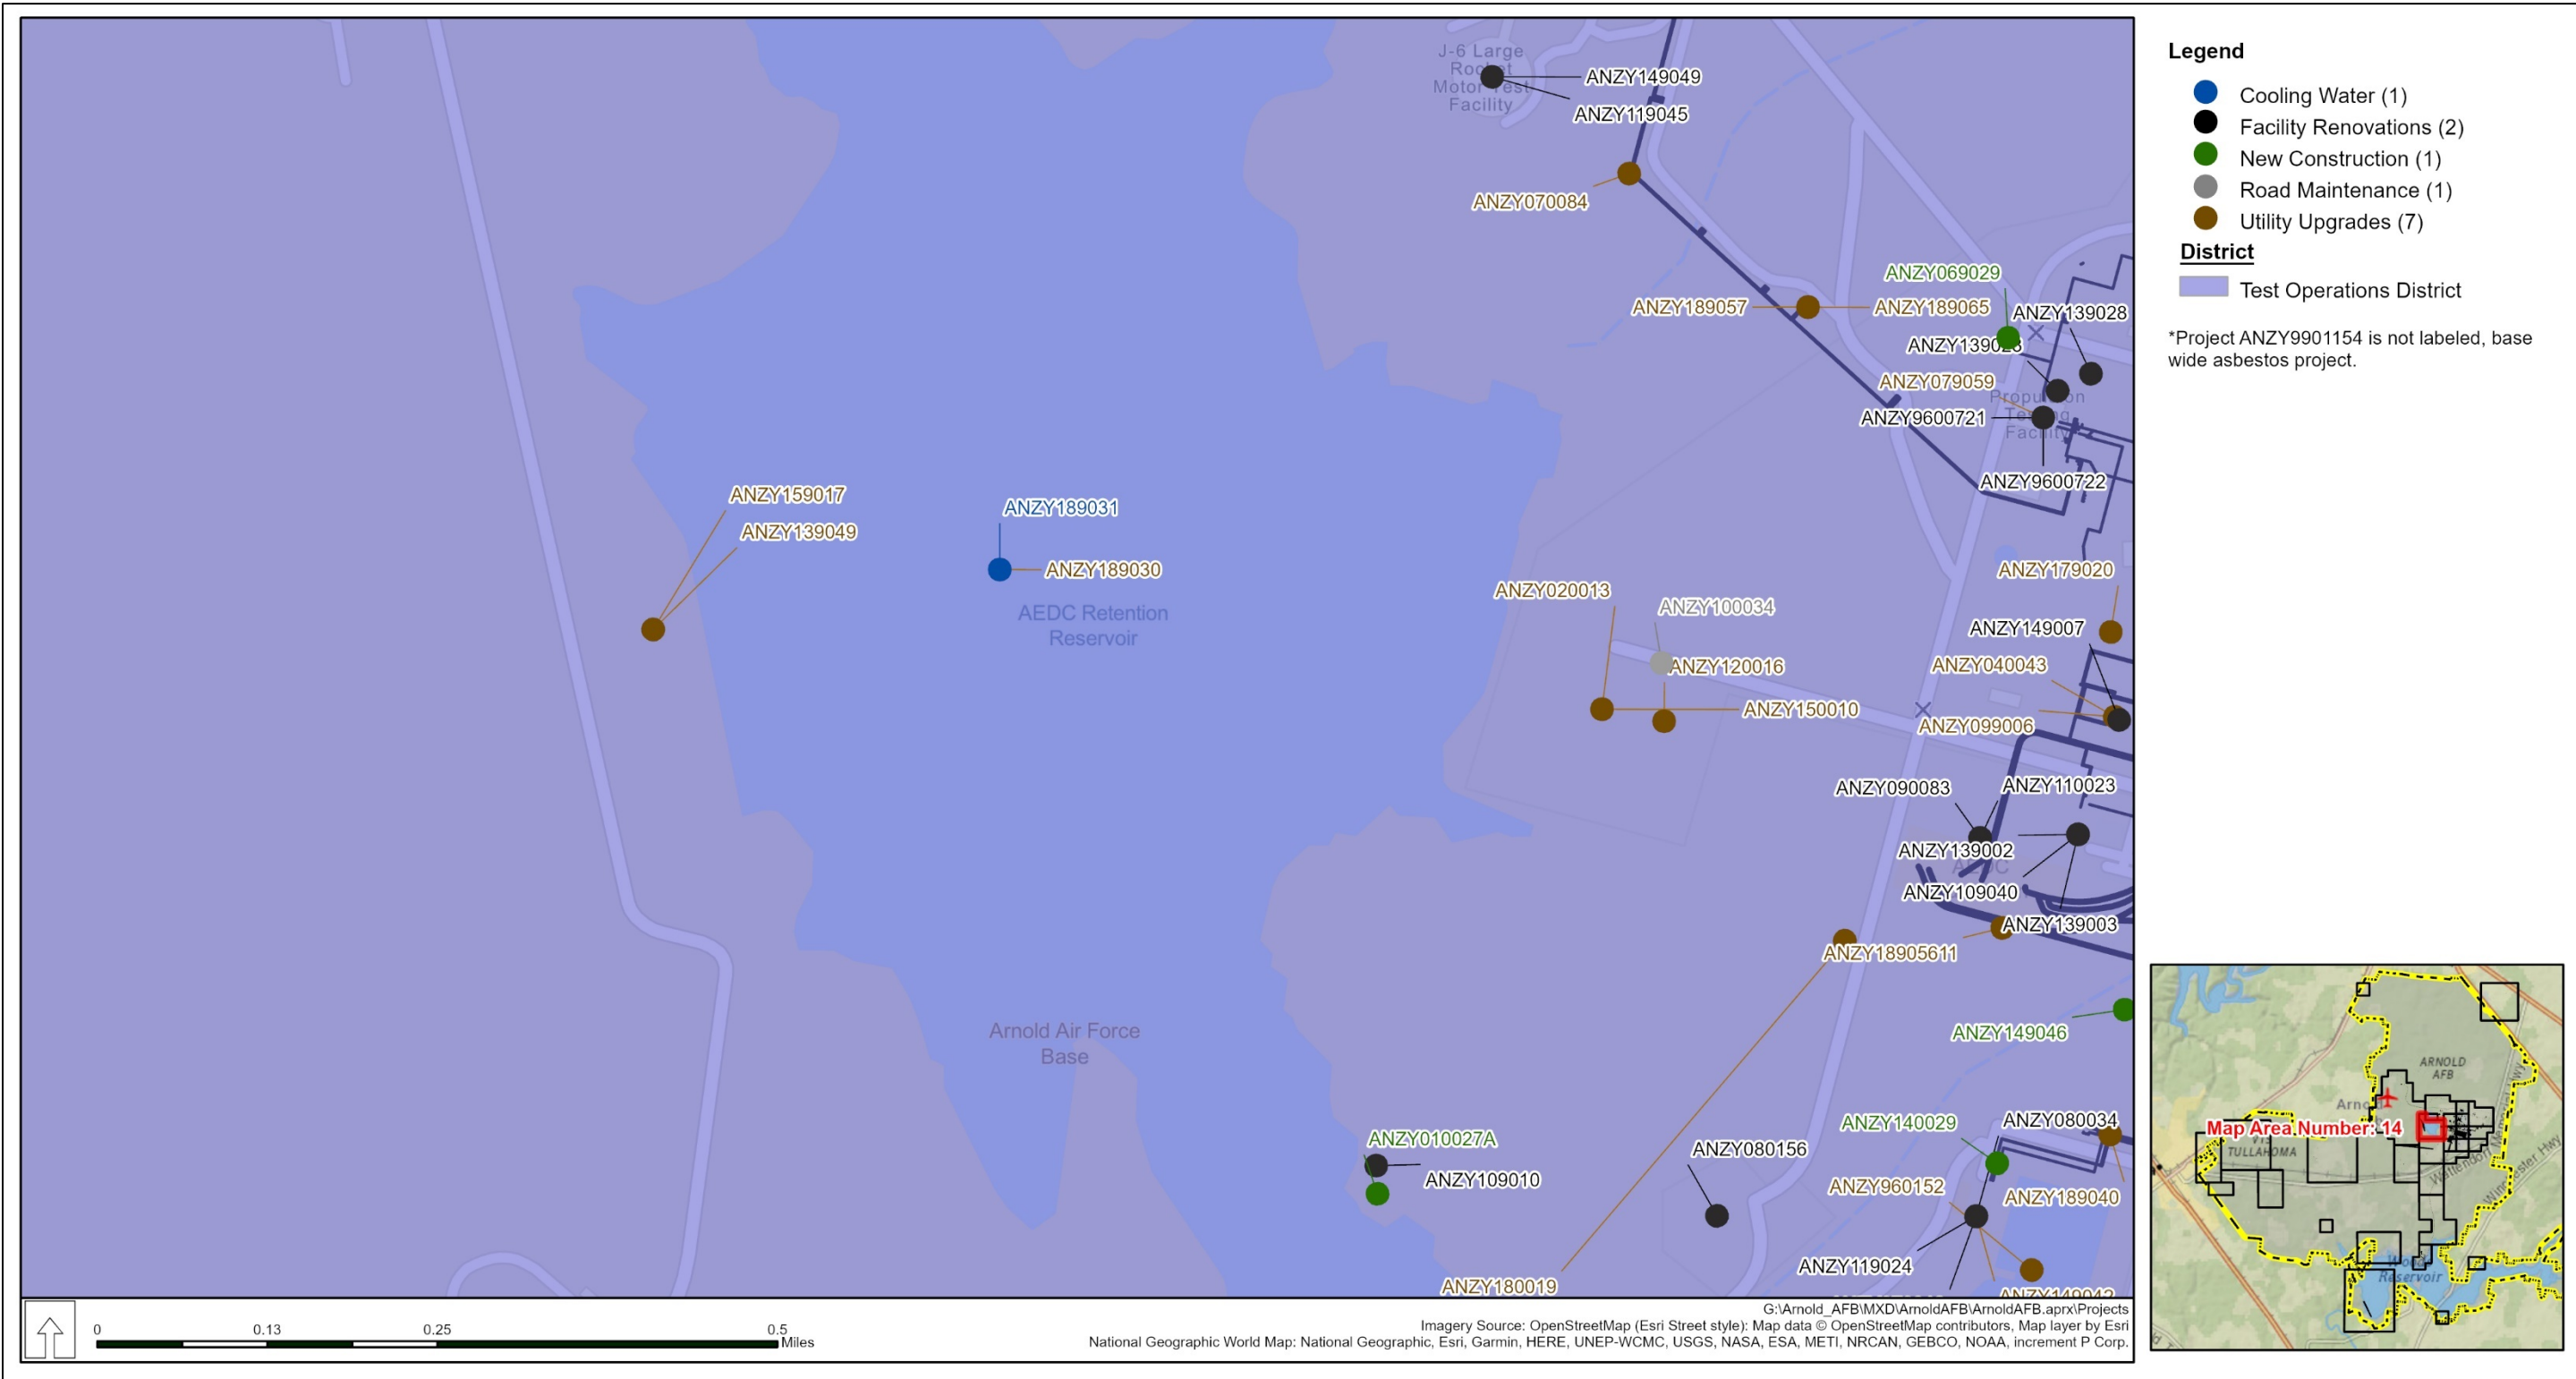 J-6 Large
Rocket
Motor Test
Facility
ANZY149049
ANZY119045
ANZY070084
ANZY069029
ANZY189057
ANZY189065
ANZY139028
ANZY079059
Propulsion
Testing
Facility
ANZY9600721
ANZY9600722
ANZY159017
ANZY139049
ANZY189031
ANZY189030
AEDC Retention
Reservoir
ANZY020013
ANZY100034
ANZY120016
ANZY150010
ANZY179020
ANZY149007
ANZY040043
ANZY099006
ANZY090083
ANZY110023
ANZY139002
AEDC
ANZY109040
ANZY139003
ANZY18905611
ANZY149046
Arnold Air Force
Base
ANZY010027A
ANZY109010
ANZY080156
ANZY140029
ANZY080034
ANZY960152
ANZY189040
ANZY119024
ANZY180019
Legend
Cooling Water (1)
Facility Renovations (2)
New Construction (1)
Road Maintenance (1)
Utility Upgrades (7)
District
Test Operations District
*Project ANZY9901154 is not labeled, base
wide asbestos project.
ARNOLD
AFB
Map Area Number: 14
TULLAHOMA
Woods
Reservoir
0 0.13 0.25 0.5
Miles
G:\Arnold_AFB\MXD\ArnoldAFB\ArnoldAFB.aprx\Projects
Imagery Source: OpenStreetMap (Esri Street style): Map data © OpenStreetMap contributors, Map layer by Esri
National Geographic World Map: National Geographic, Esri, Garmin, HERE, UNEP-WCMC, USGS, NASA, ESA, METI, NRCAN, GEBCO, NOAA, increment P Corp.